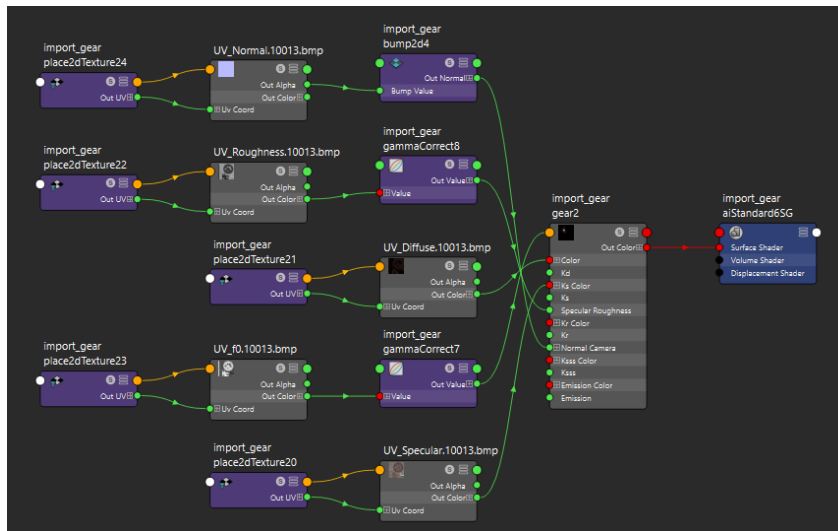 import_gear
place2dTexture24
Out UV
UV_Normal.10013.bmp
Out Alpha
Out Color
Uv Coord
import_gear
bump2d4
Out Normal
Bump Value
import_gear
place2dTexture22
Out UV
UV_Roughness.10013.bmp
Out Alpha
Out Color
Uv Coord
import_gear
gammaCorrect8
Out Value
Value
import_gear
place2dTexture21
Out UV
UV_Diffuse.10013.bmp
Out Alpha
Out Color
Uv Coord
import_gear
place2dTexture23
Out UV
UV_f0.10013.bmp
Out Alpha
Out Color
Uv Coord
import_gear
gammaCorrect7
Out Value
Value
import_gear
place2dTexture20
Out UV
UV_Specular.10013.bmp
Out Alpha
Out Color
Uv Coord
import_gear
gear2
Out Color
Color
Kd
Ks Color
Ks
Specular Roughness
Kr Color
Kr
Normal Camera
Ksss Color
Ksss
Emission Color
Emission
import_gear
aiStandard6SG
Surface Shader
Volume Shader
Displacement Shader